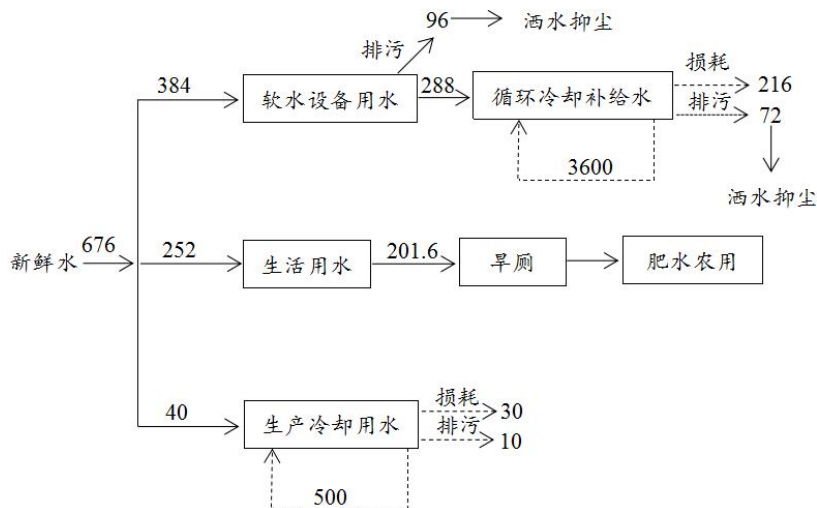 96
洒水抑尘
排污
384
软水设备用水
288
循环冷却补给水
损耗
216
排污
72
3600
洒水抑尘
新鲜水
676
252
生活用水
201.6
旱厕
肥水农用
40
生产冷却用水
损耗
30
排污
10
500